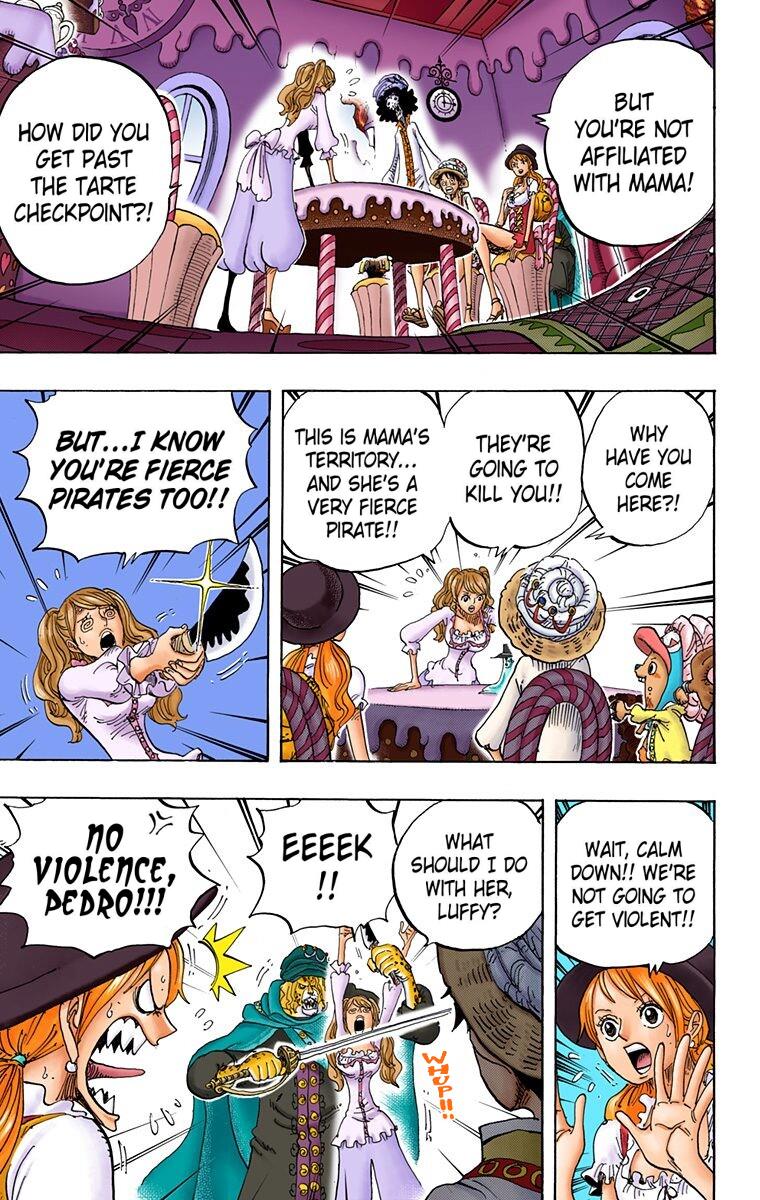 BUT
YOU'RE NOT
AFFILIATED
WITH MAMA!
HOW DID YOU
GET PAST
THE TARTE
CHECKPOINT?!
WHY
HAVE YOU
COME
HERE?!
THEY'RE
GOING TO
KILL YOU!!
THIS IS MAMA'S
TERRITORY...
AND SHE'S A
VERY FIERCE
PIRATE!!
BUT...I KNOW
YOU'RE FIERCE
PIRATES TOO!!
WAIT, CALM
DOWN!! WE'RE
NOT GOING TO
GET VIOLENT!!
WHAT
SHOULD I DO
WITH HER,
LUFFY?
EEEEK
!!
WHUP!!
NO
VIOLENCE,
PEDRO!!!